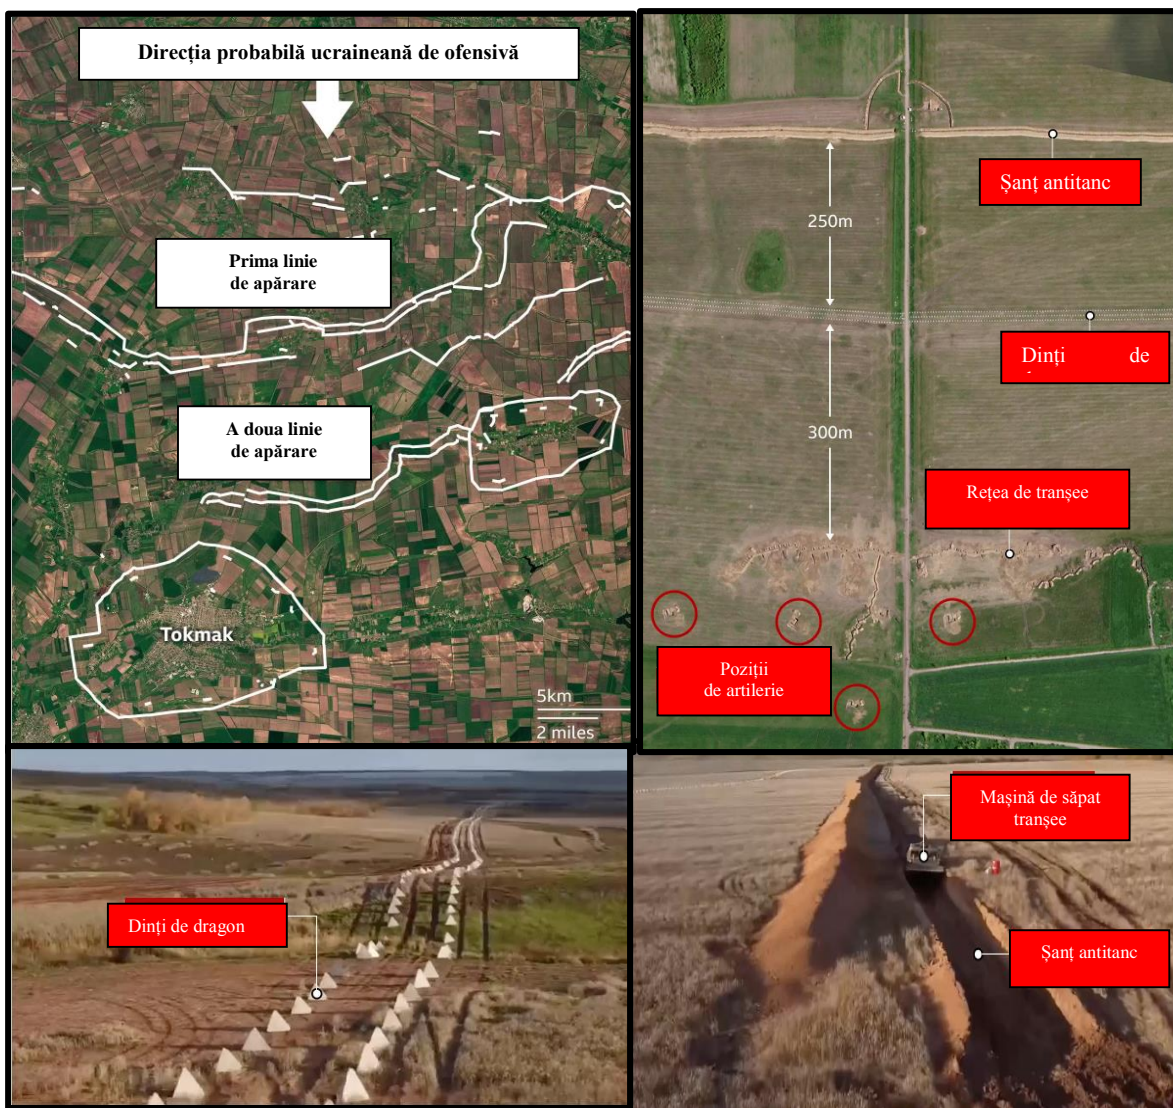 Direcția probabilă ucraineană de ofensivă
Prima linie
de apărare
A doua linie
de apărare
Tokmak
5km
2 miles
Șanț antitanc
250m
Dinți de
300m
Rețea de tranșee
Poziții
de artilerie
Dinți de dragon
Mașină de săpat
tranșee
Șanț antitanc